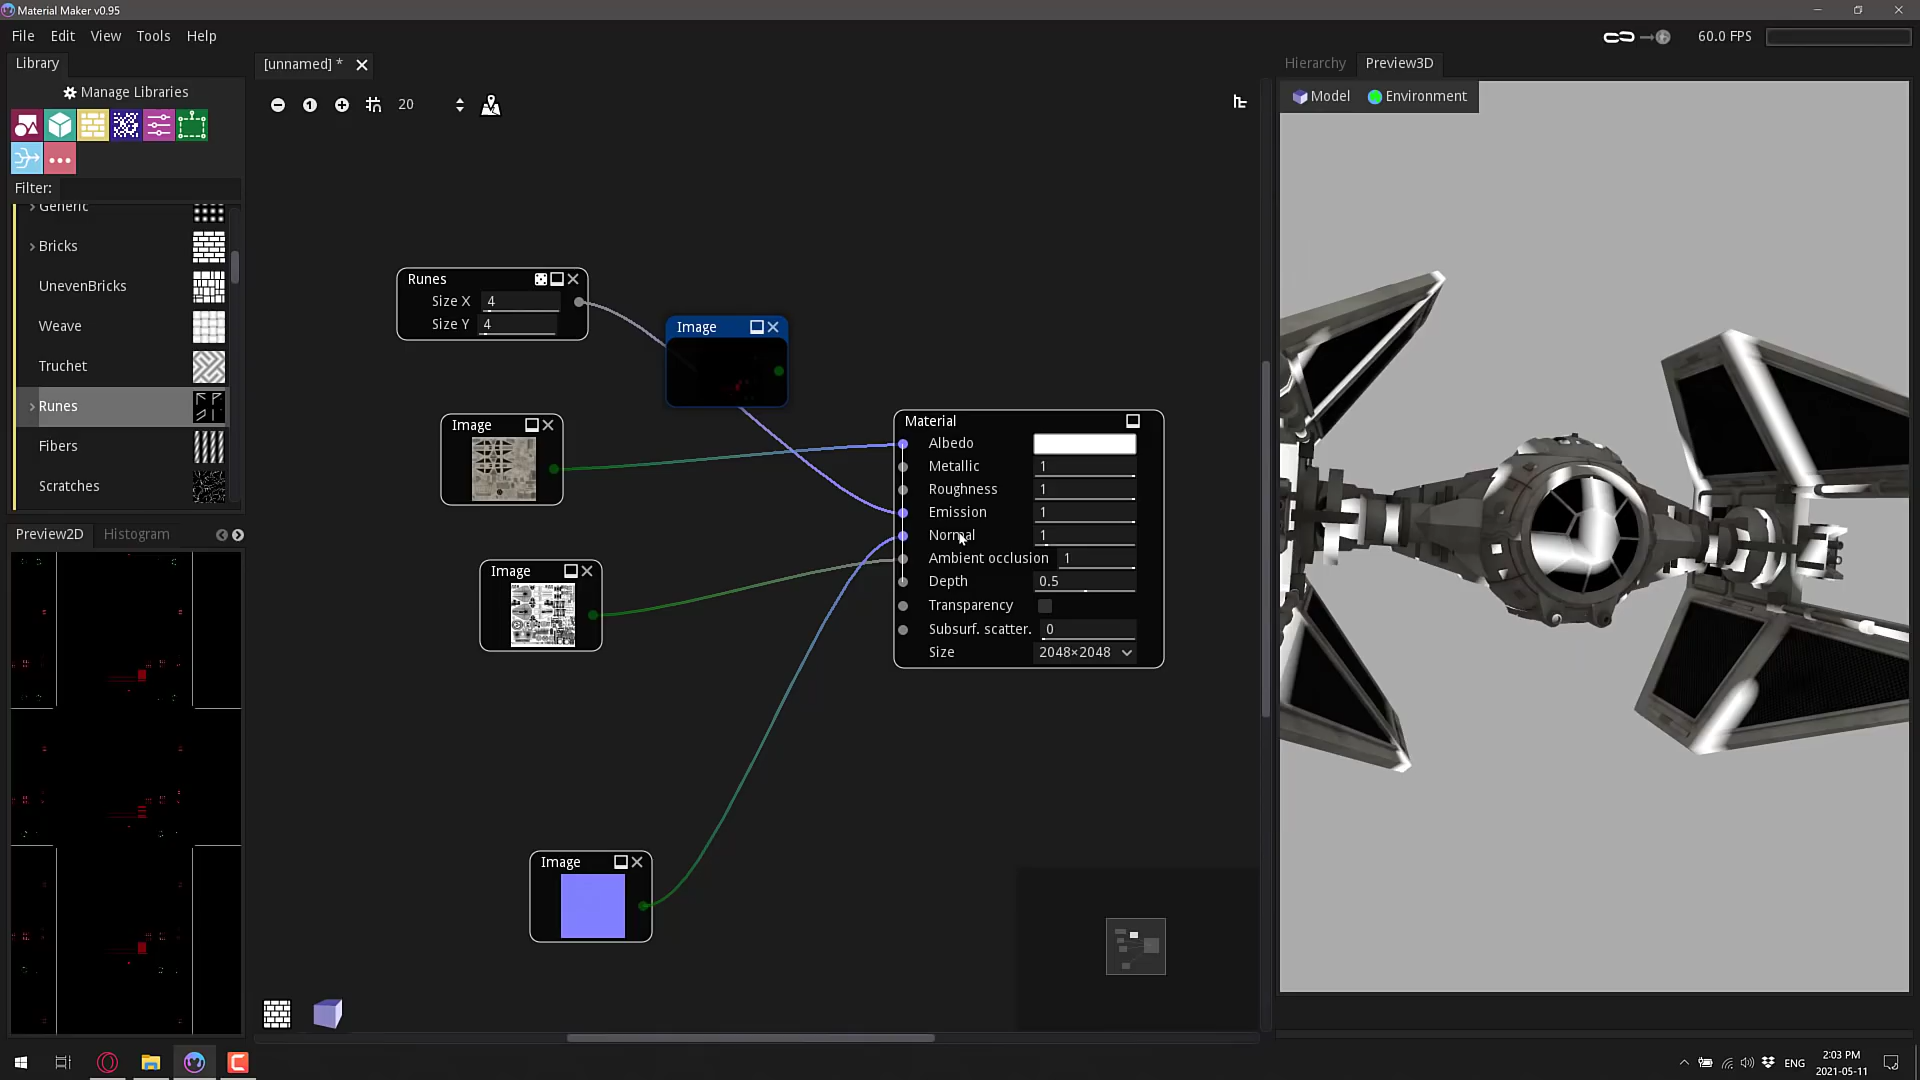 Material Maker v0.95
File Edit View Tools Help
60.0 FPS
Library
[unnamed] *
Hierarchy Preview3D
Manage Libraries
20
Model Environment
Filter:
Generic
Bricks
UnevenBricks
Weave
Truchet
Runes
Fibers
Scratches
Preview2D Histogram
Runes
Size X 4
Size Y 4
Image
Image
Image
Image
Material
Albedo
Metallic 1
Roughness 1
Emission 1
Normal 1
Ambient occlusion 1
Depth 0.5
Transparency
Subsurf. scatter. 0
Size 2048×2048
ENG
2:03 PM
2021-05-11